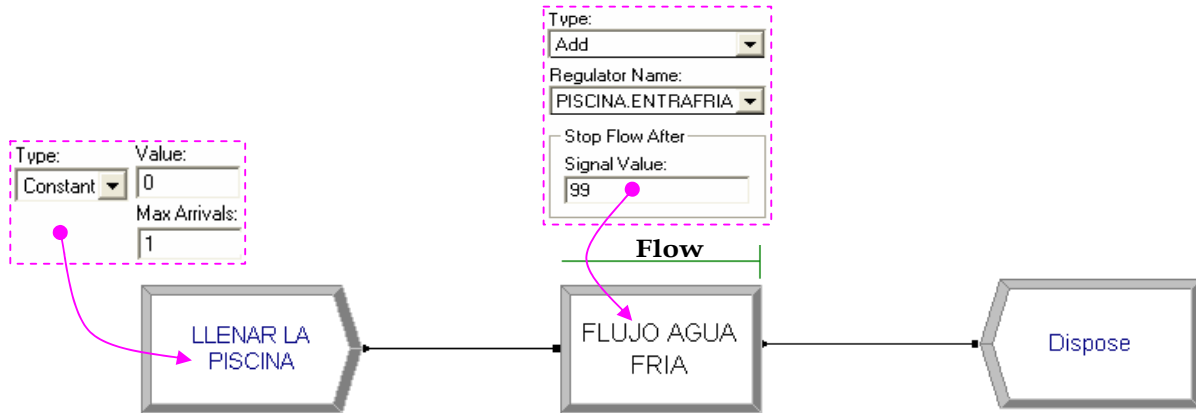 Type:
Add
Regulator Name:
PISCINA.ENTRAFRIA
Stop Flow After
Signal Value:
99
Type:
Value:
Constant
0
Max Arrivals:
1
Flow
LLENAR LA
PISCINA
FLUJO AGUA
FRIA
Dispose